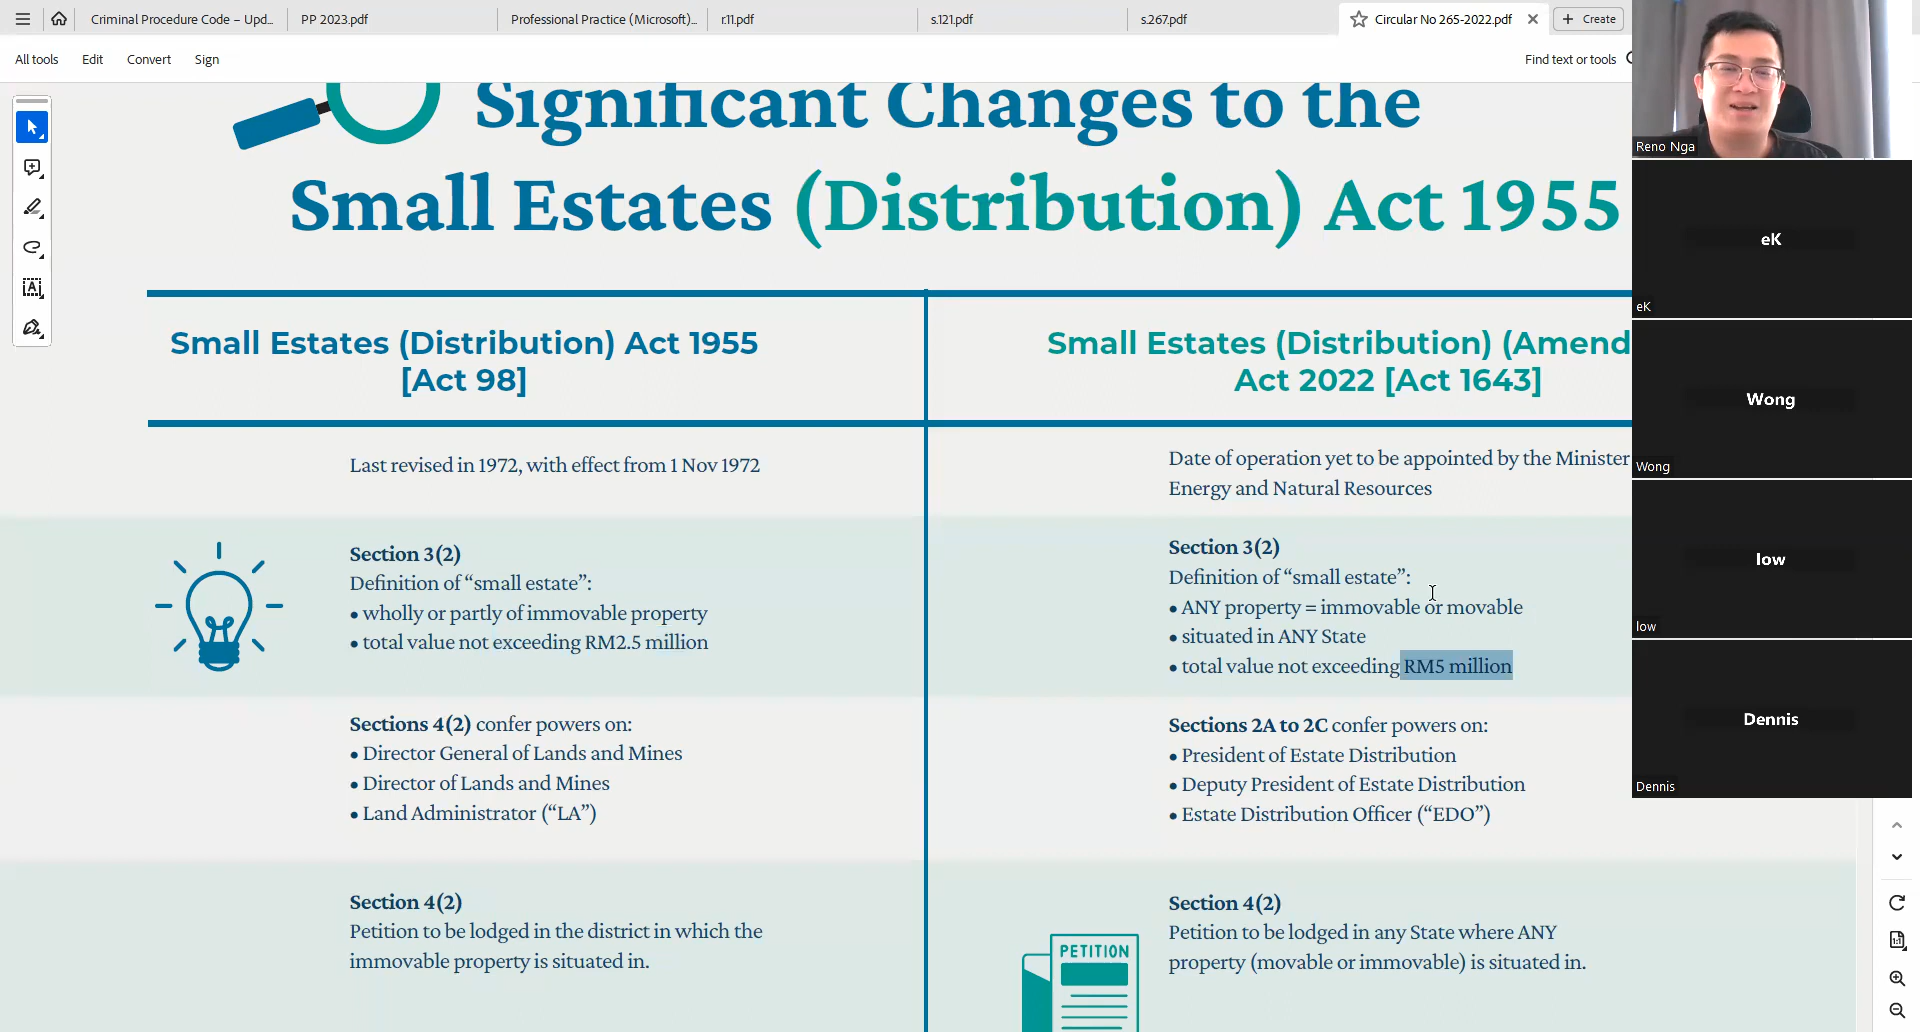 Criminal Procedure Code – Upd...
PP 2023.pdf
Professional Practice (Microsoft)...
r.11.pdf
s.121.pdf
s.267.pdf
Circular No 265-2022.pdf
Create
All tools
Edit
Convert
Sign
Find text or tools
Significant Changes to the
Small Estates (Distribution) Act 1955
Small Estates (Distribution) Act 1955
[Act 98]
Small Estates (Distribution) (Amend
Act 2022 [Act 1643]
Last revised in 1972, with effect from 1 Nov 1972
Date of operation yet to be appointed by the Minister
Energy and Natural Resources
Section 3(2)
Definition of “small estate”:
• wholly or partly of immovable property
• total value not exceeding RM2.5 million
Section 3(2)
Definition of “small estate”:
• ANY property = immovable or movable
• situated in ANY State
• total value not exceeding RM5 million
Sections 4(2) confer powers on:
• Director General of Lands and Mines
• Director of Lands and Mines
• Land Administrator (“LA”)
Sections 2A to 2C confer powers on:
• President of Estate Distribution
• Deputy President of Estate Distribution
• Estate Distribution Officer (“EDO”)
Section 4(2)
Petition to be lodged in the district in which the
immovable property is situated in.
PETITION
Section 4(2)
Petition to be lodged in any State where ANY
property (movable or immovable) is situated in.
Reno Nga
eK
eK
Wong
Wong
low
low
Dennis
Dennis
1:1